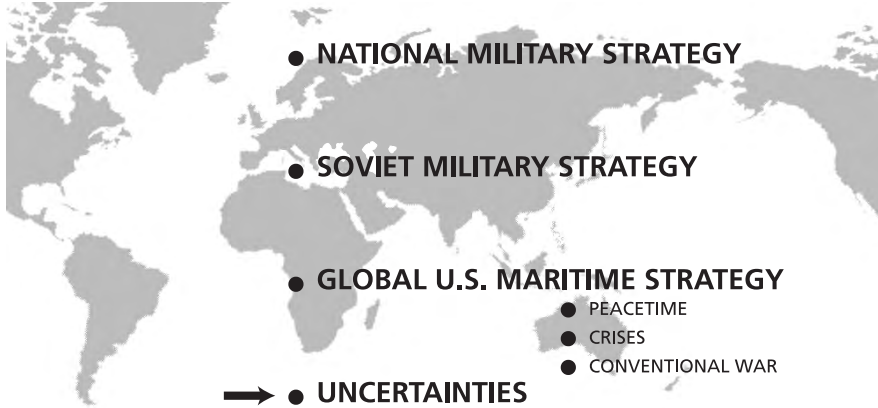 ● NATIONAL MILITARY STRATEGY
● SOVIET MILITARY STRATEGY
● GLOBAL U.S. MARITIME STRATEGY
● PEACETIME
● CRISES
● CONVENTIONAL WAR
● UNCERTAINTIES